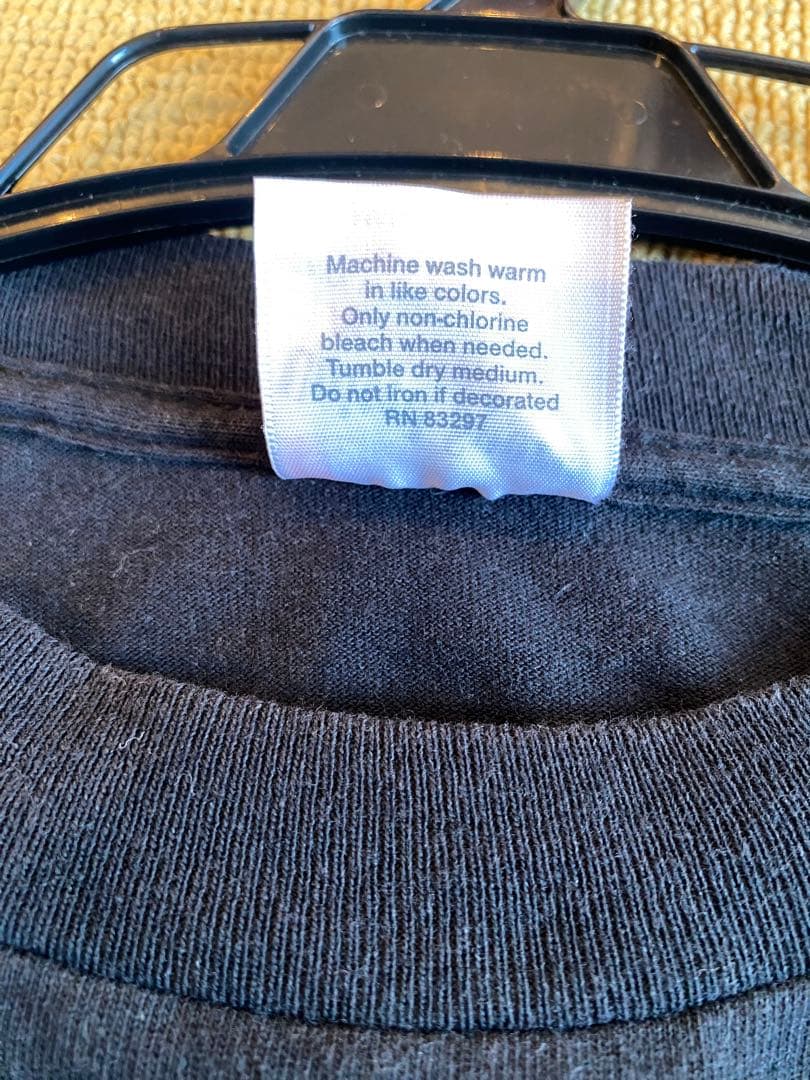 Machine wash warm
in like colors.
Only non-chlorine
bleach when needed.
Tumble dry medium.
Do not iron if decorated
RN 83297